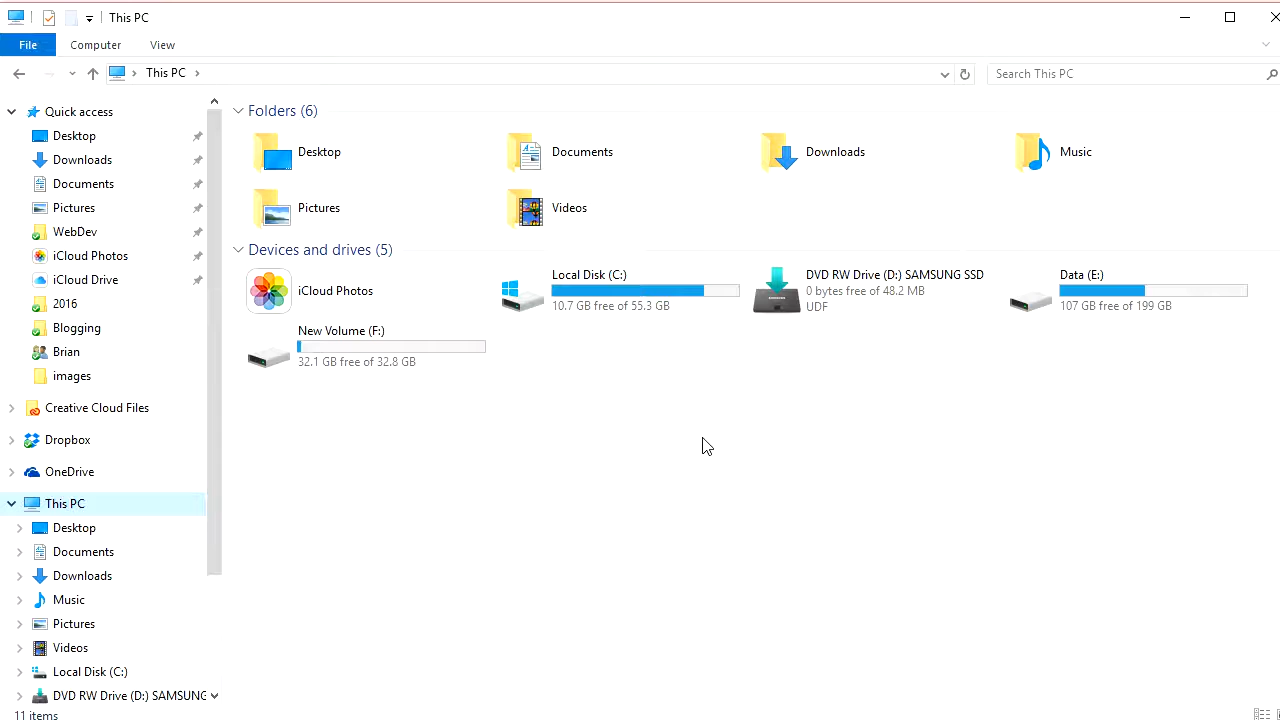 This PC
File Computer View
This PC
Search This PC
Quick access
Desktop
Downloads
Documents
Pictures
WebDev
iCloud Photos
iCloud Drive
2016
Blogging
Brian
images
Creative Cloud Files
Dropbox
OneDrive
This PC
Desktop
Documents
Downloads
Music
Pictures
Videos
Local Disk (C:)
DVD RW Drive (D:) SAMSUNG
Folders (6)
Desktop
Documents
Downloads
Music
Pictures
Videos
Devices and drives (5)
iCloud Photos
Local Disk (C:)
10.7 GB free of 55.3 GB
DVD RW Drive (D:) SAMSUNG SSD
0 bytes free of 48.2 MB
UDF
Data (E:)
107 GB free of 199 GB
New Volume (F:)
32.1 GB free of 32.8 GB
11 items